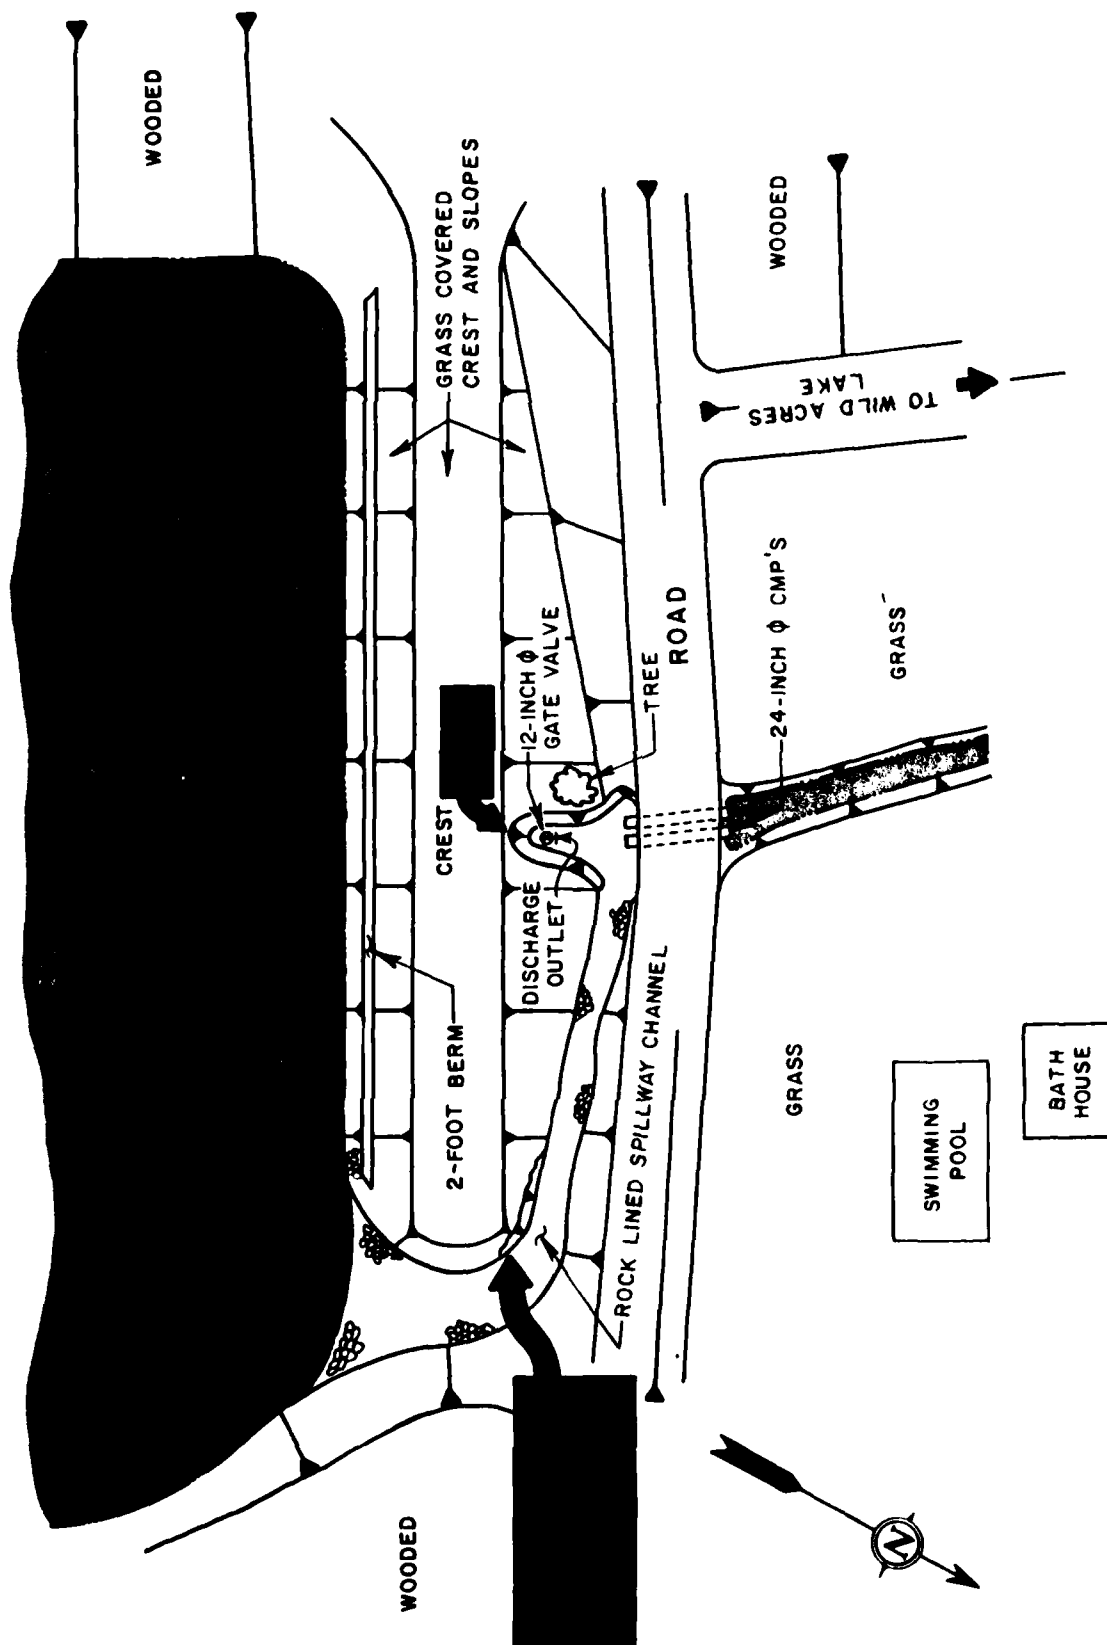 WOODED
GRASS COVERED
CREST AND SLOPES
WOODED
TO WILD ACRES
LAKE
12-INCH Φ
GATE VALVE
TREE
ROAD
24-INCH Φ CMP'S
GRASS
CREST
DISCHARGE
OUTLET
2-FOOT BERM
ROCK LINED SPILLWAY CHANNEL
GRASS
SWIMMING
POOL
BATH
HOUSE
WOODED
N